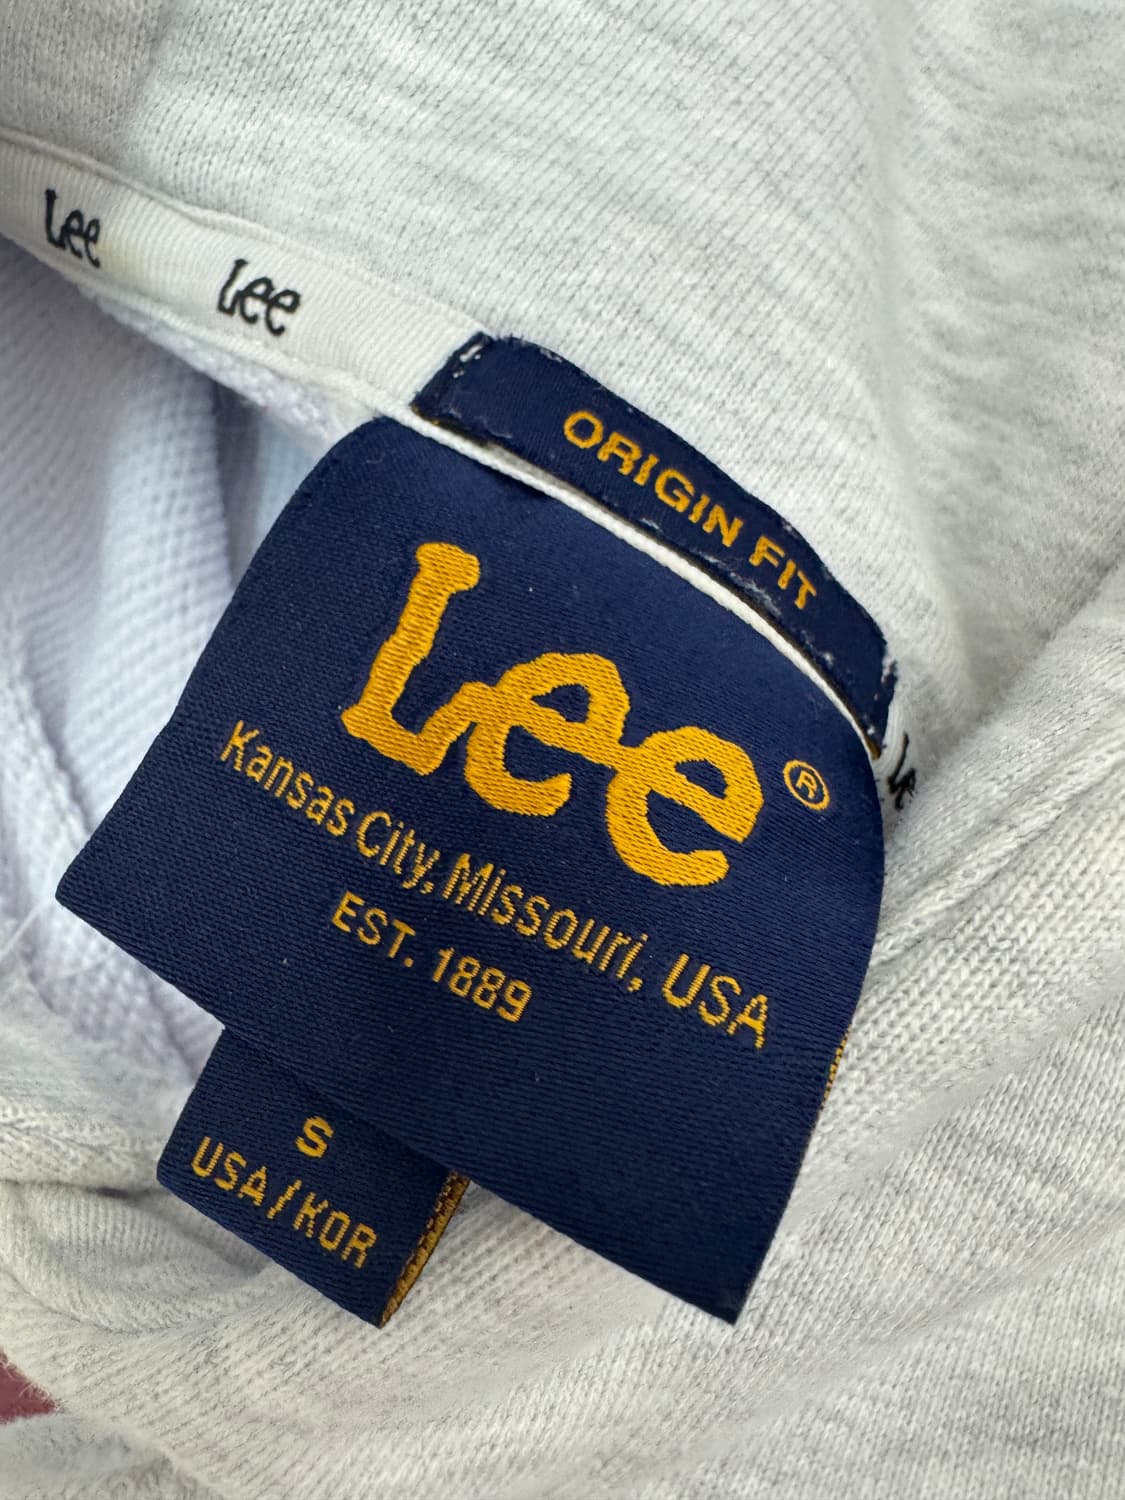 Lee
Lee
ORIGIN FIT
Lee®
Kansas City, Missouri, USA
EST. 1889
S
USA/KOR